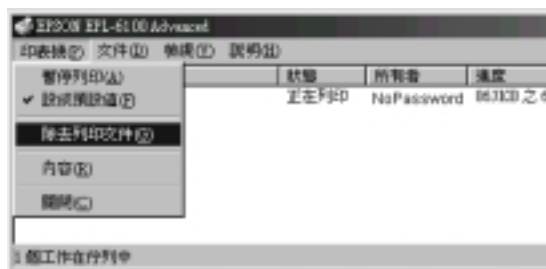 EPSON EPL-6100 Advanced
印表機(P) 文件(D) 檢視(V) 說明(H)
狀態 所有者 進度
暫停列印(A)
正在列印 NoPassword
✓ 設成預設值(F)
除去列印文件(G)
內容(R)
關閉(C)
1 個工作在佇列中